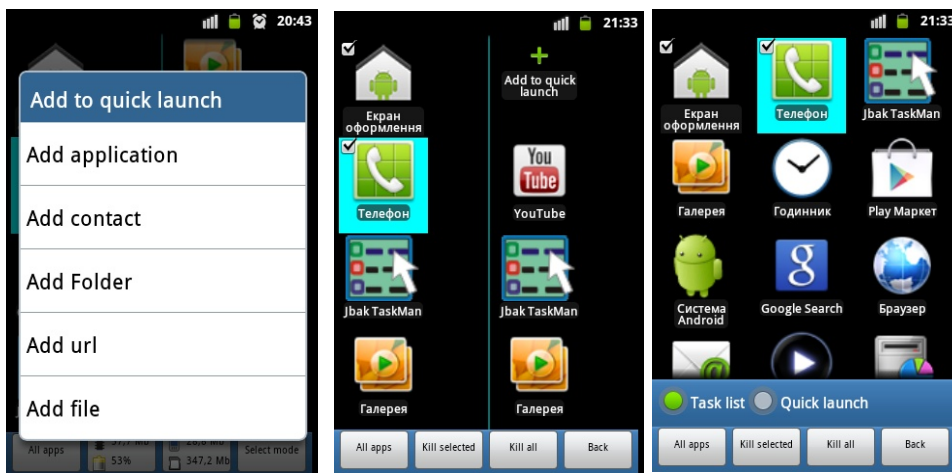 20:43
Add to quick launch
Add application
Add contact
Add Folder
Add url
Add file
All apps
53%
347,2 Mb
Select mode
21:33
Екран
оформлення
Add to quick
launch
Телефон
You
Tube
YouTube
Jbak TaskMan
Jbak TaskMan
Галерея
Галерея
All apps
Kill selected
Kill all
Back
21:33
Екран
оформлення
Телефон
Jbak TaskMan
Галерея
Годинник
Play Маркет
Система
Android
Google Search
Браузер
Task list
Quick launch
All apps
Kill selected
Kill all
Back